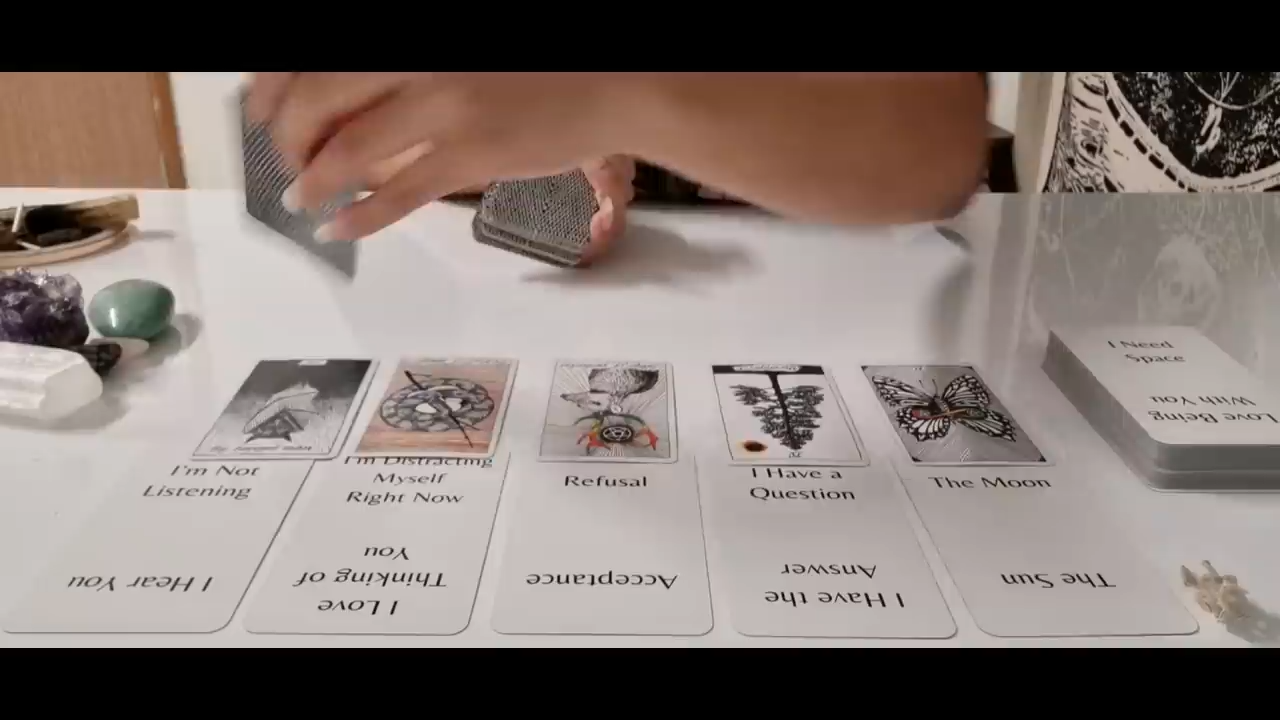 I Need
Space
Love Being
With You
I'm Not
Listening
I Hear You
I'm Distracting
Myself
Right Now
I Love
Thinking of
You
Refusal
Acceptance
I Have a
Question
I Have the
Answer
The Moon
The Sun